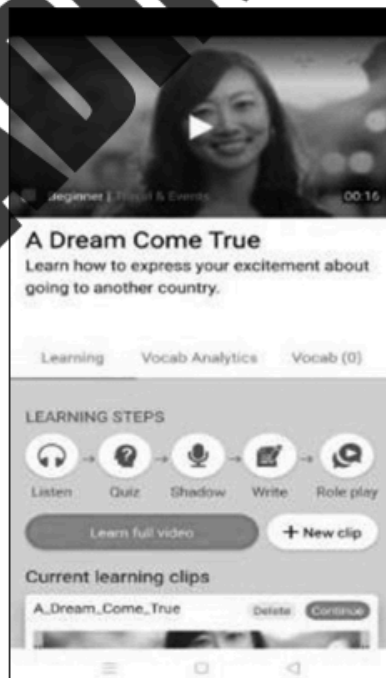 Beginner | Travel & Events
00:16
A Dream Come True
Learn how to express your excitement about
going to another country.
Learning Vocab Analytics Vocab (0)
LEARNING STEPS
Listen Quiz Shadow Write Role play
Learn full video + New clip
Current learning clips
A_Dream_Come_True Delete Continue